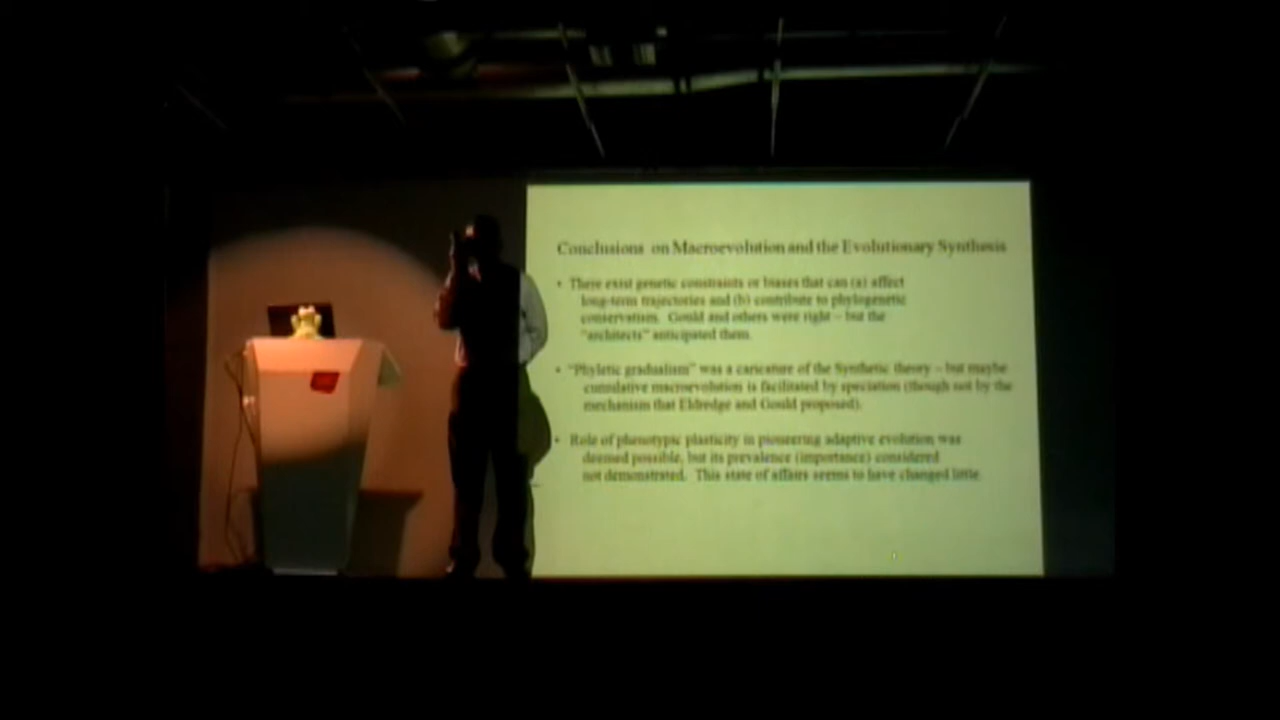 Conclusions on Macroevolution and the Evolutionary Synthesis
• There exist genetic constraints or biases that can (a) affect
long-term trajectories and (b) contribute to phylogenetic
conservatism. Gould and others were right – but the
"architects" anticipated them.
• "Phyletic gradualism" was a caricature of the Synthetic theory – but maybe
cumulative macroevolution is facilitated by speciation (though not by the
mechanism that Eldredge and Gould proposed).
• Role of phenotypic plasticity in pioneering adaptive evolution was
deemed possible, but its prevalence (importance) considered
not demonstrated. This state of affairs seems to have changed little.